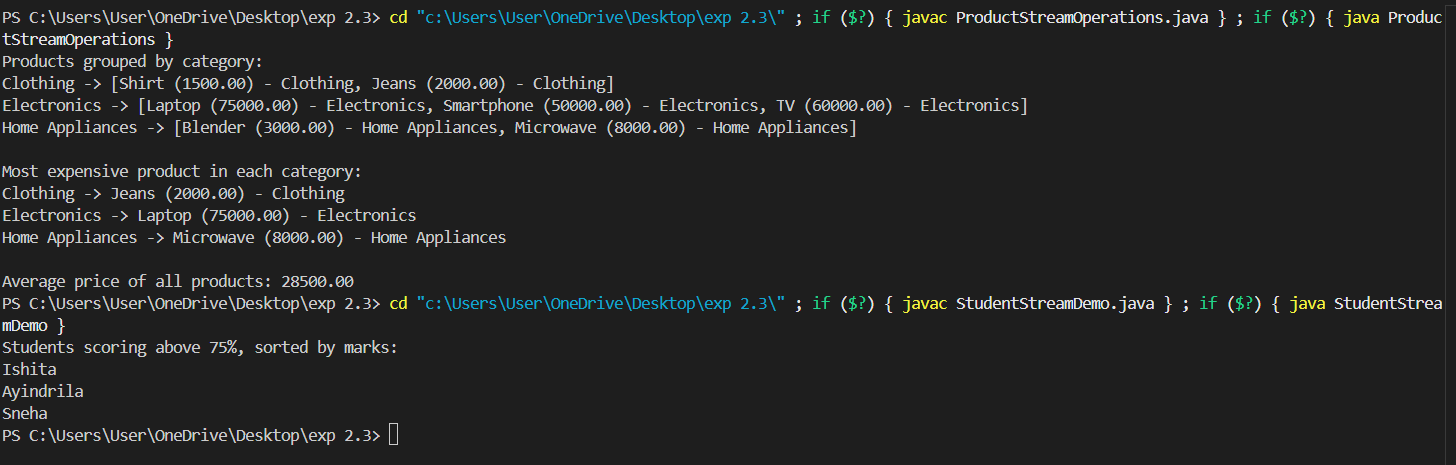 PS C:\Users\User\OneDrive\Desktop\exp 2.3> cd "c:\Users\User\OneDrive\Desktop\exp 2.3\" ; if ($?) { javac ProductStreamOperations.java } ; if ($?) { java Produc
tStreamOperations }
Products grouped by category:
Clothing -> [Shirt (1500.00) - Clothing, Jeans (2000.00) - Clothing]
Electronics -> [Laptop (75000.00) - Electronics, Smartphone (50000.00) - Electronics, TV (60000.00) - Electronics]
Home Appliances -> [Blender (3000.00) - Home Appliances, Microwave (8000.00) - Home Appliances]

Most expensive product in each category:
Clothing -> Jeans (2000.00) - Clothing
Electronics -> Laptop (75000.00) - Electronics
Home Appliances -> Microwave (8000.00) - Home Appliances

Average price of all products: 28500.00
PS C:\Users\User\OneDrive\Desktop\exp 2.3> cd "c:\Users\User\OneDrive\Desktop\exp 2.3\" ; if ($?) { javac StudentStreamDemo.java } ; if ($?) { java StudentStrea
mDemo }
Students scoring above 75%, sorted by marks:
Ishita
Ayindrila
Sneha
PS C:\Users\User\OneDrive\Desktop\exp 2.3>